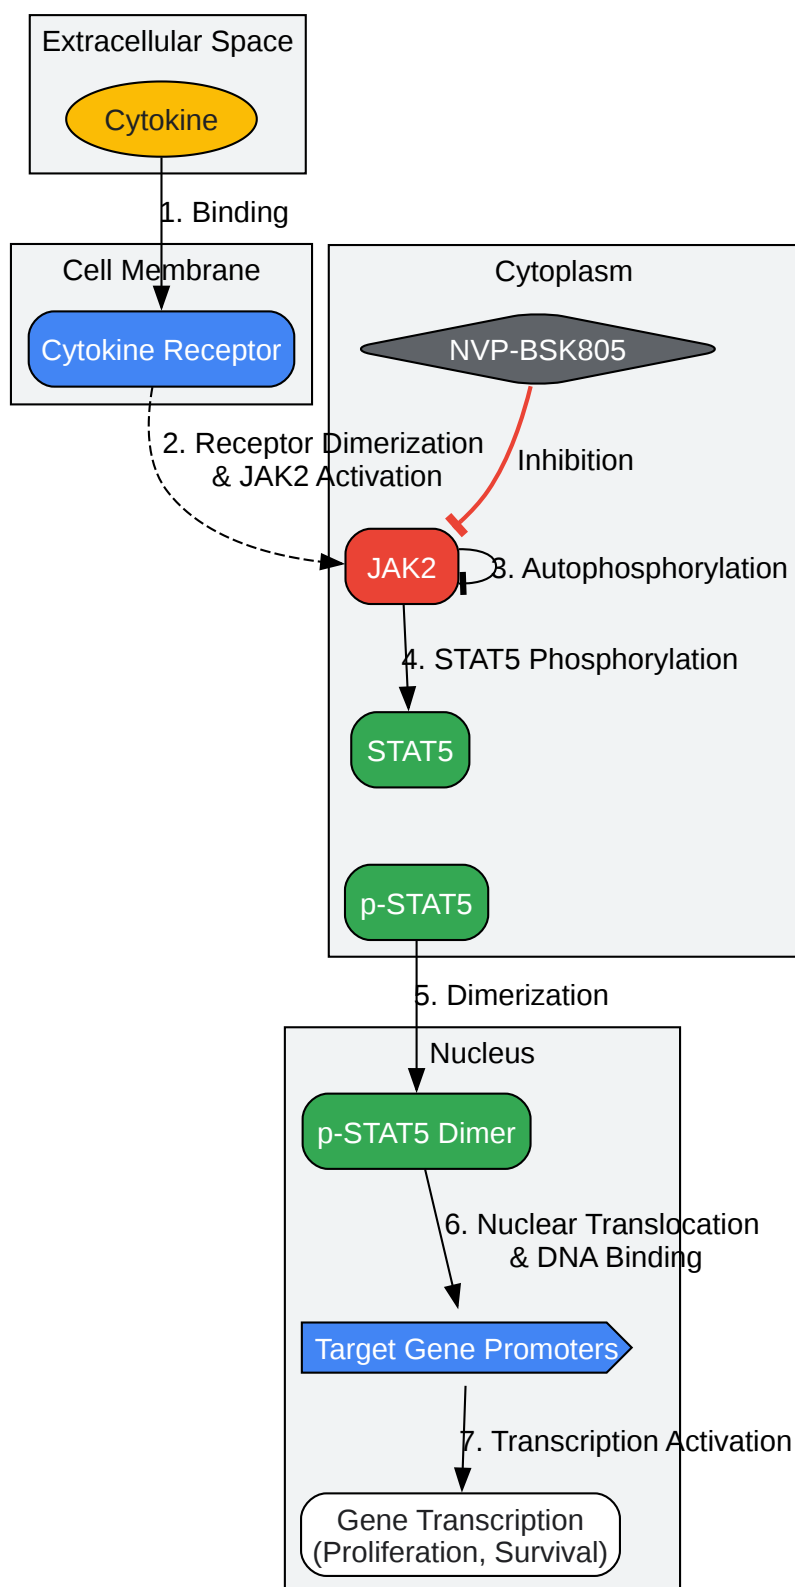 Extracellular Space
Cytokine
1. Binding
Cell Membrane
Cytokine Receptor
Cytoplasm
NVP-BSK805
2. Receptor Dimerization
& JAK2 Activation
Inhibition
JAK2
3. Autophosphorylation
4. STAT5 Phosphorylation
STAT5
p-STAT5
5. Dimerization
Nucleus
p-STAT5 Dimer
6. Nuclear Translocation
& DNA Binding
Target Gene Promoters
7. Transcription Activation
Gene Transcription
(Proliferation, Survival)